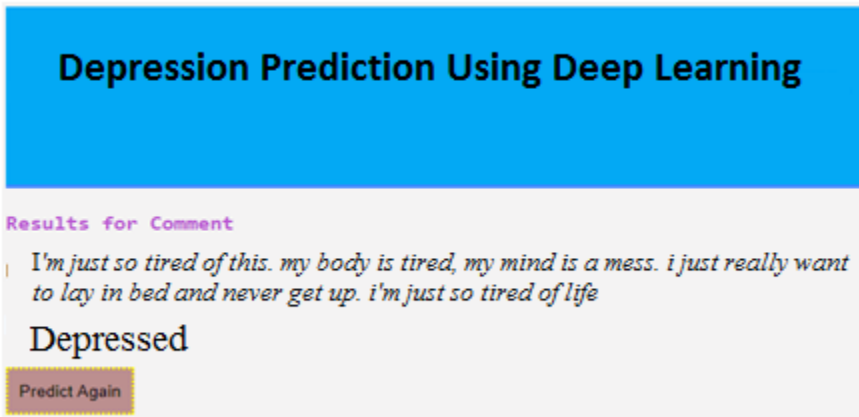 Depression Prediction Using Deep Learning
Results for Comment
I'm just so tired of this. my body is tired, my mind is a mess. i just really want
to lay in bed and never get up. i'm just so tired of life
Depressed
Predict Again